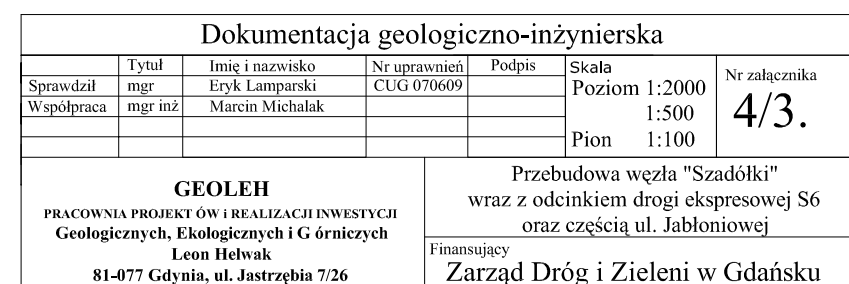 Dokumentacja geologiczno-inżynierska
Tytuł Imię i nazwisko Nr uprawnień Podpis
Sprawdził mgr Eryk Lamparski CUG 070609
Współpraca mgr inż Marcin Michalak
Skala
Poziom 1:2000
1:500
Pion 1:100
Nr załącznika
4/3.
GEOLEH
PRACOWNIA PROJEKT ÓW i REALIZACJI INWESTYCJI
Geologicznych, Ekologicznych i G órniczych
Leon Helwak
81-077 Gdynia, ul. Jastrzębia 7/26
Przebudowa węzła "Szadółki"
wraz z odcinkiem drogi ekspresowej S6
oraz częścią ul. Jabłoniowej
Finansujący
Zarząd Dróg i Zieleni w Gdańsku